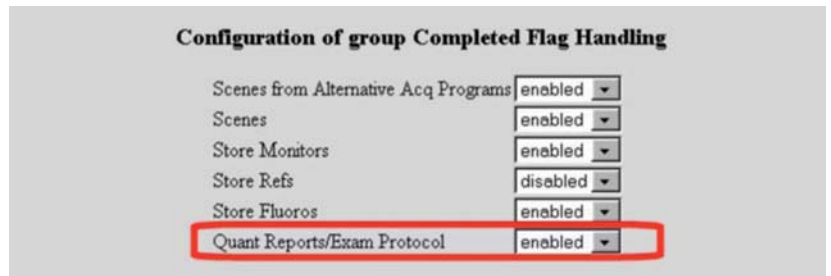 Configuration of group Completed Flag Handling
Scenes from Alternative Acq Programs enabled
Scenes enabled
Store Monitors enabled
Store Refs disabled
Store Fluoros enabled
Quant Reports/Exam Protocol enabled